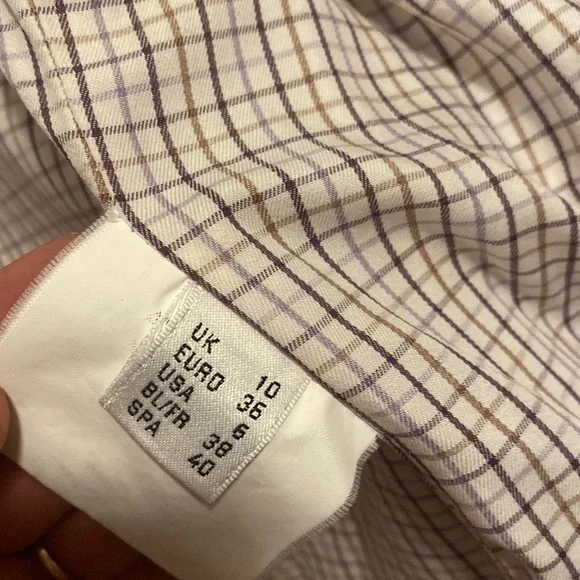 UK 10
EURO 36
USA 6
BL/FR 38
SPA 40